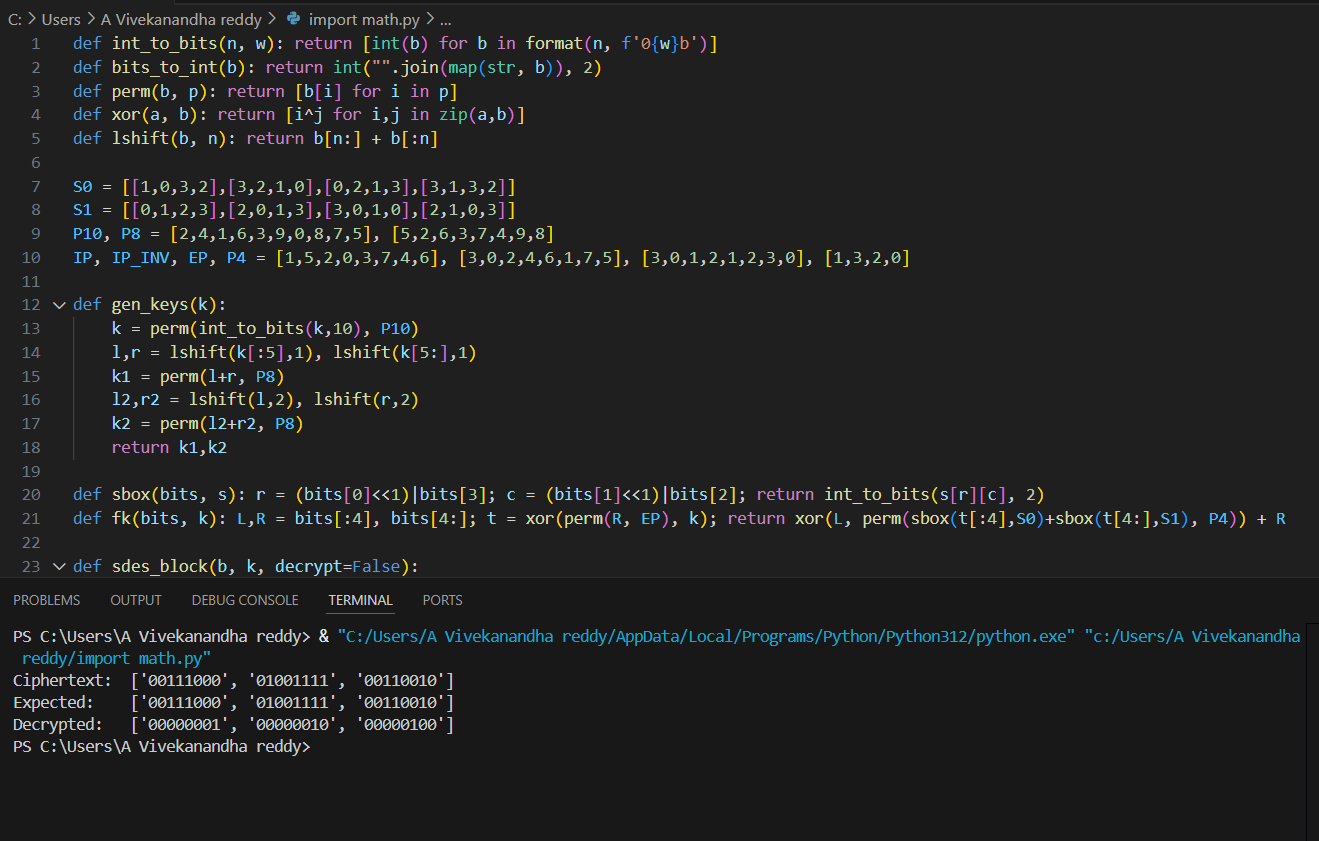 C: > Users > A Vivekanandha reddy > import math.py > ...
1 def int_to_bits(n, w): return [int(b) for b in format(n, f'0{w}b')]
2 def bits_to_int(b): return int("".join(map(str, b)), 2)
3 def perm(b, p): return [b[i] for i in p]
4 def xor(a, b): return [i^j for i,j in zip(a,b)]
5 def lshift(b, n): return b[n:] + b[:n]
6
7 S0 = [[1,0,3,2],[3,2,1,0],[0,2,1,3],[3,1,3,2]]
8 S1 = [[0,1,2,3],[2,0,1,3],[3,0,1,0],[2,1,0,3]]
9 P10, P8 = [2,4,1,6,3,9,0,8,7,5], [5,2,6,3,7,4,9,8]
10 IP, IP_INV, EP, P4 = [1,5,2,0,3,7,4,6], [3,0,2,4,6,1,7,5], [3,0,1,2,1,2,3,0], [1,3,2,0]
11
12 def gen_keys(k):
13     k = perm(int_to_bits(k,10), P10)
14     l,r = lshift(k[:5],1), lshift(k[5:],1)
15     k1 = perm(l+r, P8)
16     l2,r2 = lshift(l,2), lshift(r,2)
17     k2 = perm(l2+r2, P8)
18     return k1,k2
19
20 def sbox(bits, s): r = (bits[0]<<1)|bits[3]; c = (bits[1]<<1)|bits[2]; return int_to_bits(s[r][c], 2)
21 def fk(bits, k): L,R = bits[:4], bits[4:]; t = xor(perm(R, EP), k); return xor(L, perm(sbox(t[:4],S0)+sbox(t[4:],S1), P4)) + R
22
23 def sdes_block(b, k, decrypt=False):
PROBLEMS OUTPUT DEBUG CONSOLE TERMINAL PORTS
PS C:\Users\A Vivekanandha reddy> & "C:/Users/A Vivekanandha reddy/AppData/Local/Programs/Python/Python312/python.exe" "c:/Users/A Vivekanandha
reddy/import math.py"
Ciphertext: ['00111000', '01001111', '00110010']
Expected: ['00111000', '01001111', '00110010']
Decrypted: ['00000001', '00000010', '00000100']
PS C:\Users\A Vivekanandha reddy>